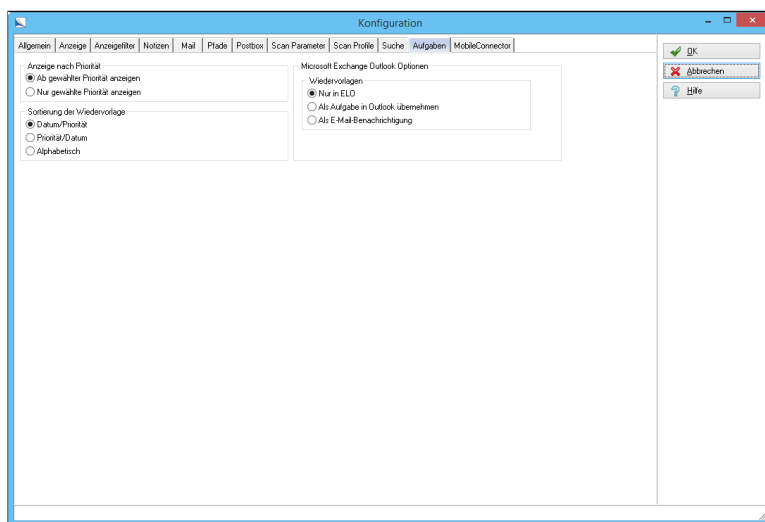 Konfiguration
Allgemein Anzeige Anzeigefilter Notizen Mail Pfade Postbox Scan Parameter Scan Profile Suche Aufgaben MobileConnector
Anzeige nach Priorität
Ab gewählter Priorität anzeigen
Nur gewählte Priorität anzeigen
Sortierung der Wiedervorlage
Datum/Priorität
Priorität/Datum
Alphabetisch
Microsoft Exchange Outlook Optionen
Wiedervorlagen
Nur in ELO
Als Aufgabe in Outlook übernehmen
Als E-Mail-Benachrichtigung
OK
Abbrechen
Hilfe